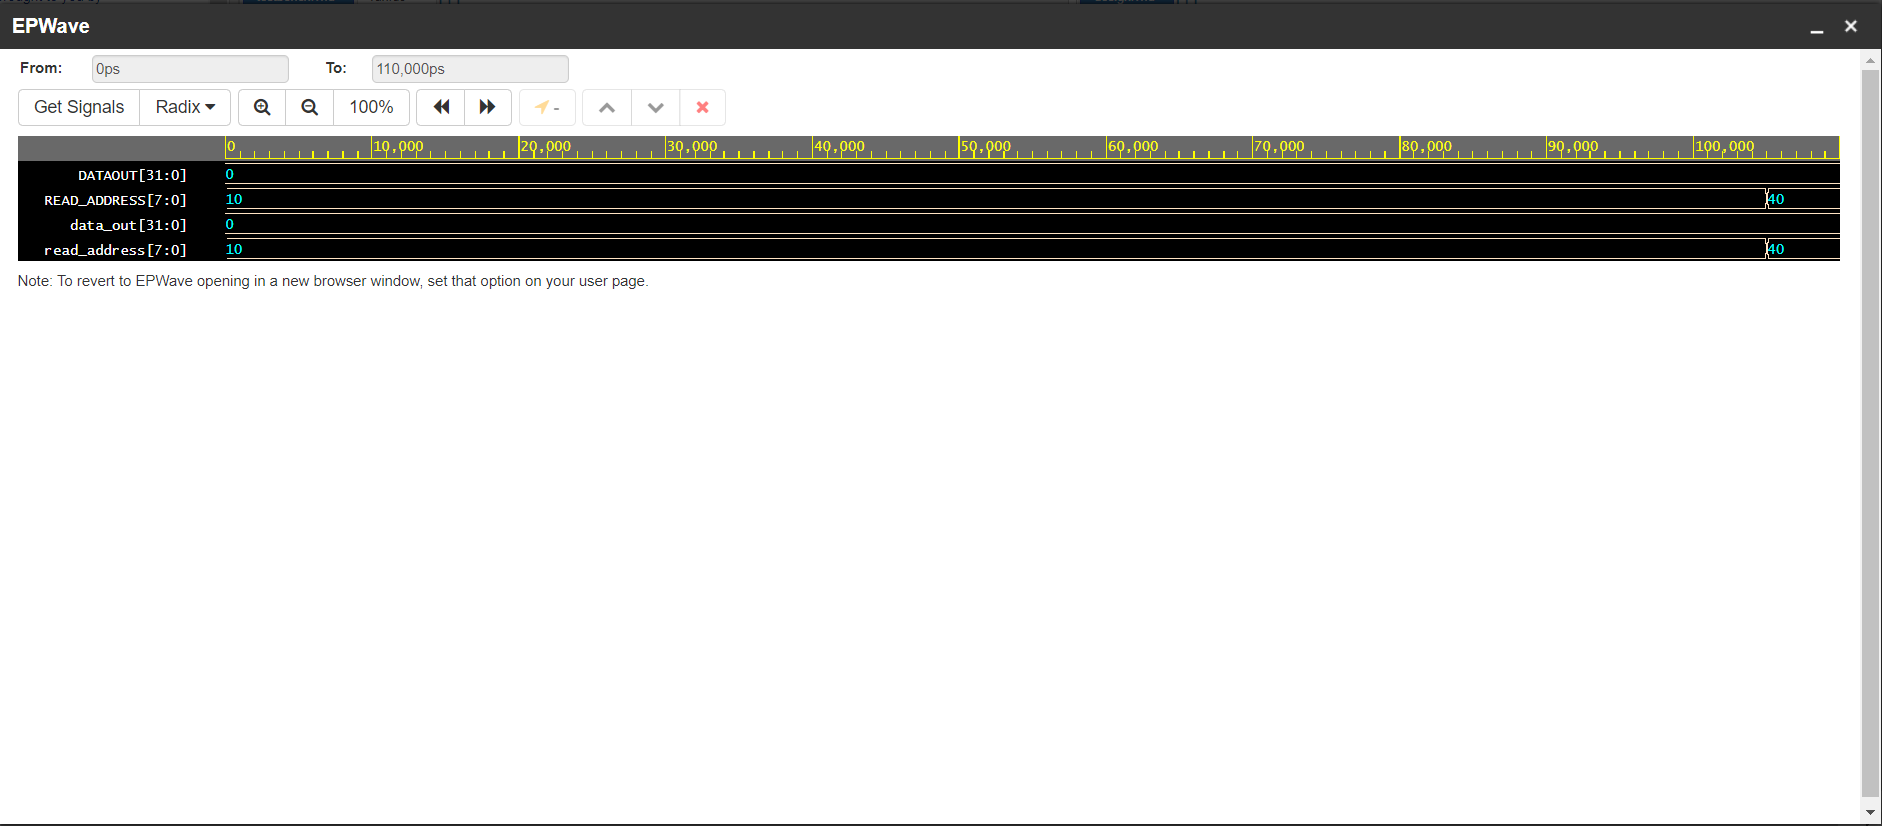 EPWave
From: 0ps To: 110,000ps
Get Signals Radix 100% -
0 10,000 20,000 30,000 40,000 50,000 60,000 70,000 80,000 90,000 100,000
DATAOUT[31:0] 0
READ_ADDRESS[7:0] 10 40
data_out[31:0] 0
read_address[7:0] 10 40
Note: To revert to EPWave opening in a new browser window, set that option on your user page.